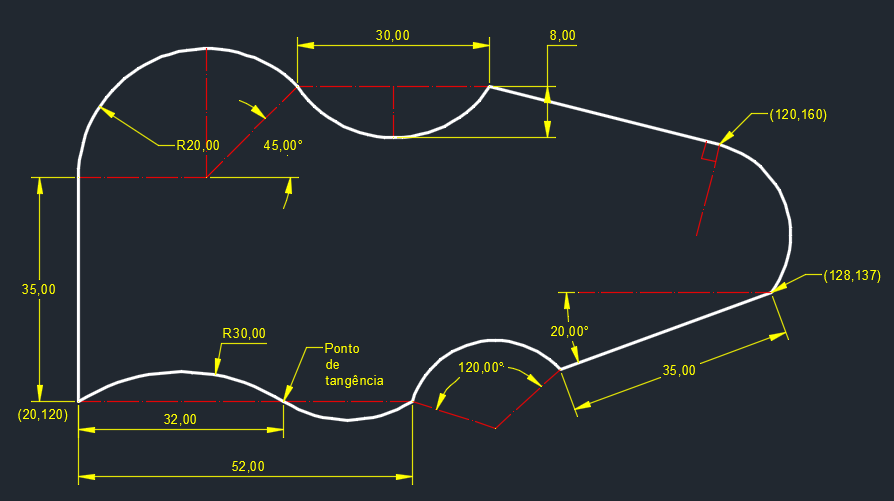 30,00
8,00
(120,160)
R20,00
45,00°
(128,137)
35,00
20,00°
R30,00
Ponto
de
tangência
120,00°
35,00
(20,120)
32,00
52,00